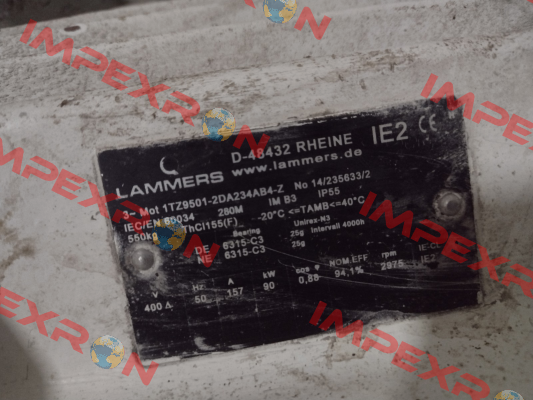 D-48432 RHEINE IE2 CE
LAMMERS www.lammers.de
3~ Mot 1TZ9501-2DA234AB4-Z No 14/235633/2
IEC/EN 60034 280M IM B3 IP55
550kg ThCl155(F) -20°C <=TAMB<=40°C
Bearing Unirex-N3
DE 6315-C3 25g Intervall 4000h
NE 6315-C3 25g
V Hz A kW cos φ NOM.EFF rpm IE-CL
400 Δ 50 157 90 0,88 94,1% 2975 IE2
IMPEXRON
IMPEXRON
IMPEXRON
IMPEXRON